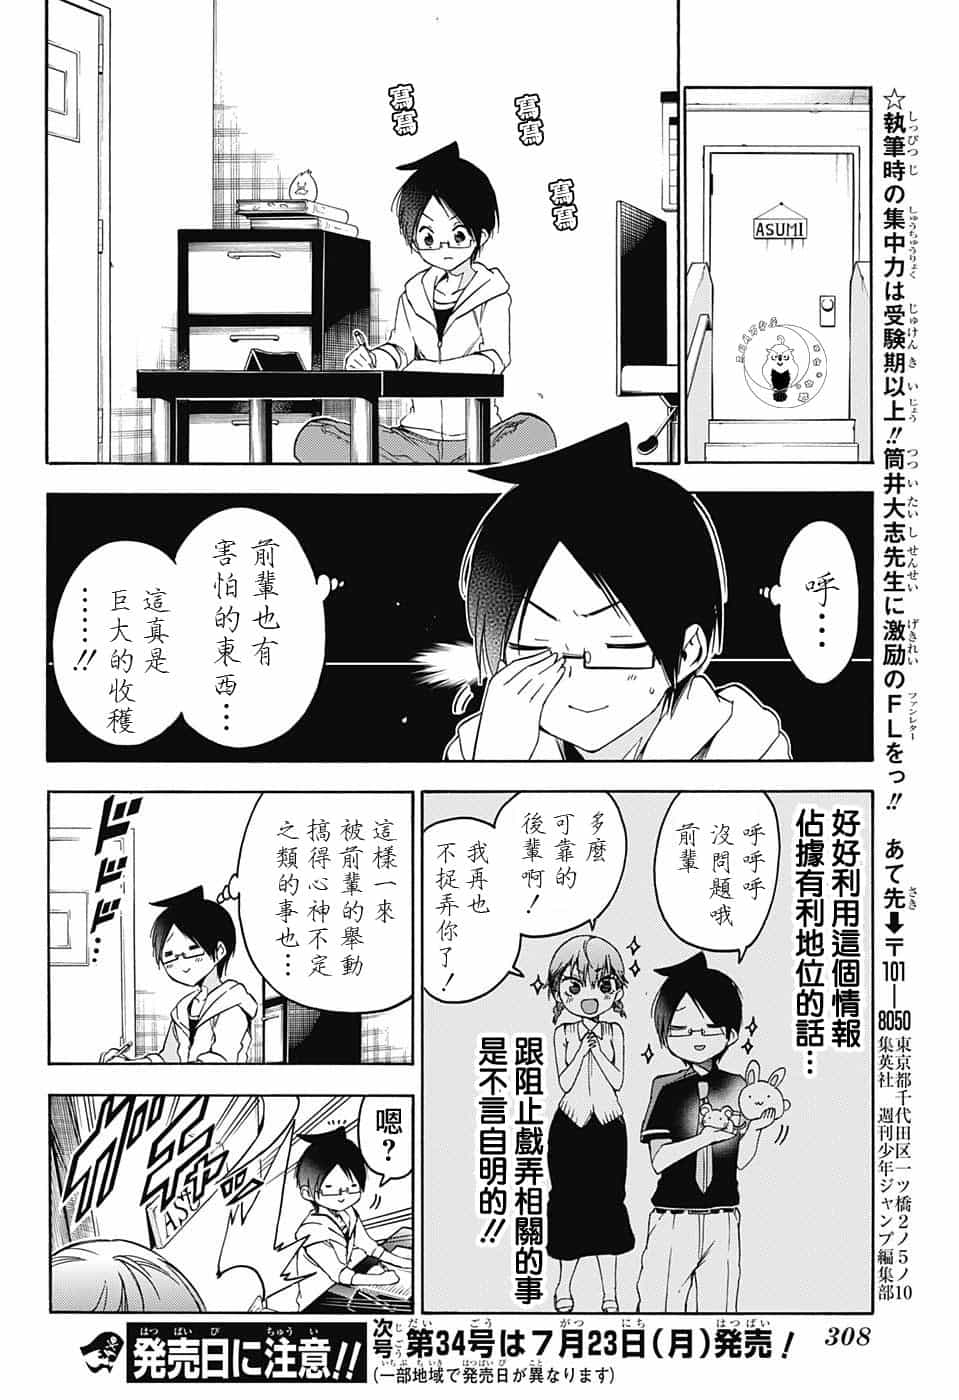 ASUMI
寫寫
寫寫
寫寫
呼…
前輩也有
害怕的東西…
這真是
巨大的收穫
……!!
好好利用這個情報
佔據有利地位的話…
呼呼呼
沒問題哦
前輩
多麼
可靠的
後輩啊!
我再也
不捉弄你了!
跟阻止戲弄相關的事
是不言自明的!!
這樣一來
被前輩的舉動
搞得心神不定
之類的事也…
ドドド
嗯?
ASU
☆執筆時の集中力は受験期以上!!筒井大志先生に激励のFLをっ!! あて先➡〒101―8050
東京都千代田区一ツ橋2ノ5ノ10
集英社 週刊少年ジャンプ編集部
308
発売日に注意!!
次号第34号は7月23日(月)発売!
(一部地域で発売日が異なります)